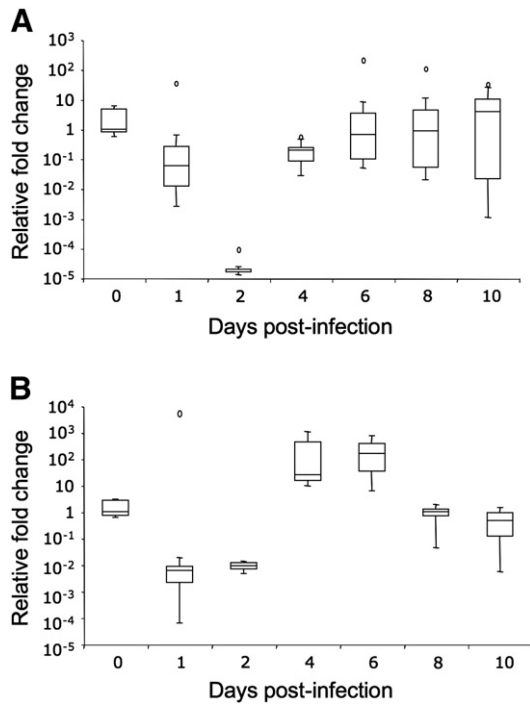 A
Relative fold change
10³
10²
10
1
10⁻¹
10⁻²
10⁻³
10⁻⁴
10⁻⁵
0 1 2 4 6 8 10
Days post-infection
B
Relative fold change
10⁴
10³
10²
10
1
10⁻¹
10⁻²
10⁻³
10⁻⁴
10⁻⁵
0 1 2 4 6 8 10
Days post-infection